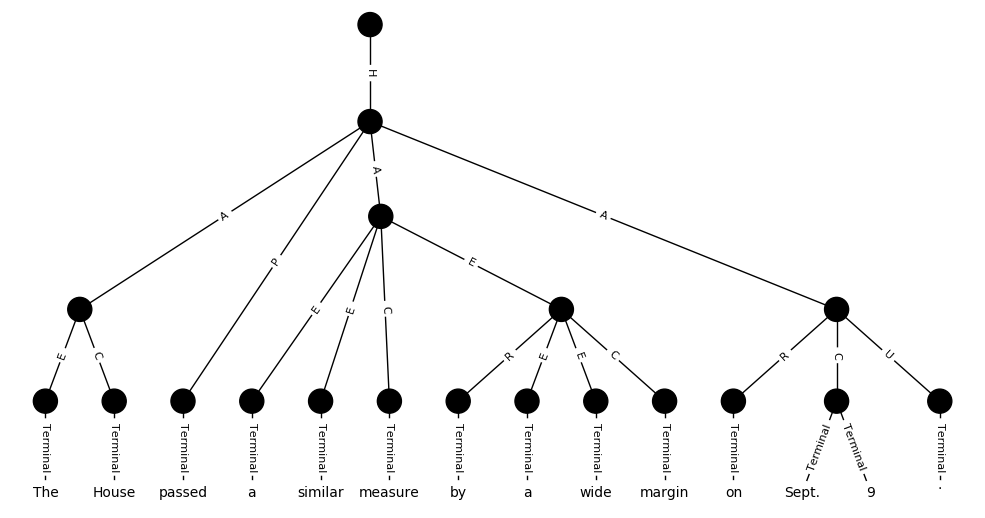 H
A
A
P
A
E
E
C
E
E
C
R
E
E
C
R
C
U
Terminal Terminal Terminal Terminal Terminal Terminal Terminal Terminal Terminal Terminal Terminal Terminal Terminal Terminal
The House passed a similar measure by a wide margin on Sept. 9 .